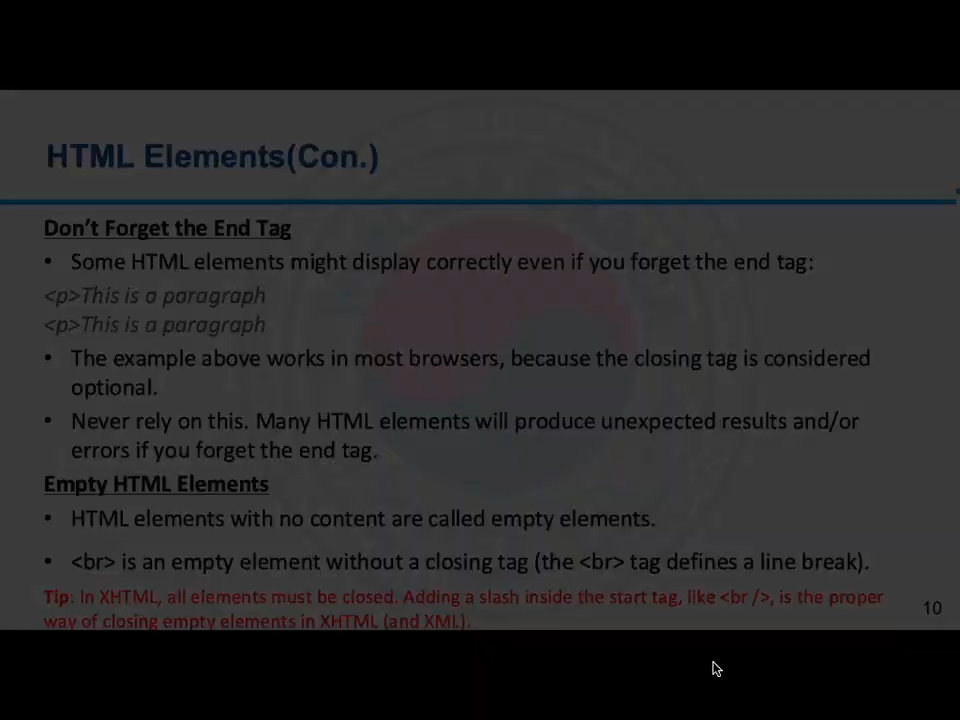 HTML Elements(Con.)
Don't Forget the End Tag
• Some HTML elements might display correctly even if you forget the end tag:
<p>This is a paragraph
<p>This is a paragraph
• The example above works in most browsers, because the closing tag is considered
optional.
• Never rely on this. Many HTML elements will produce unexpected results and/or
errors if you forget the end tag.
Empty HTML Elements
• HTML elements with no content are called empty elements.
• <br> is an empty element without a closing tag (the <br> tag defines a line break).
Tip: In XHTML, all elements must be closed. Adding a slash inside the start tag, like <br />, is the proper
way of closing empty elements in XHTML (and XML).
10